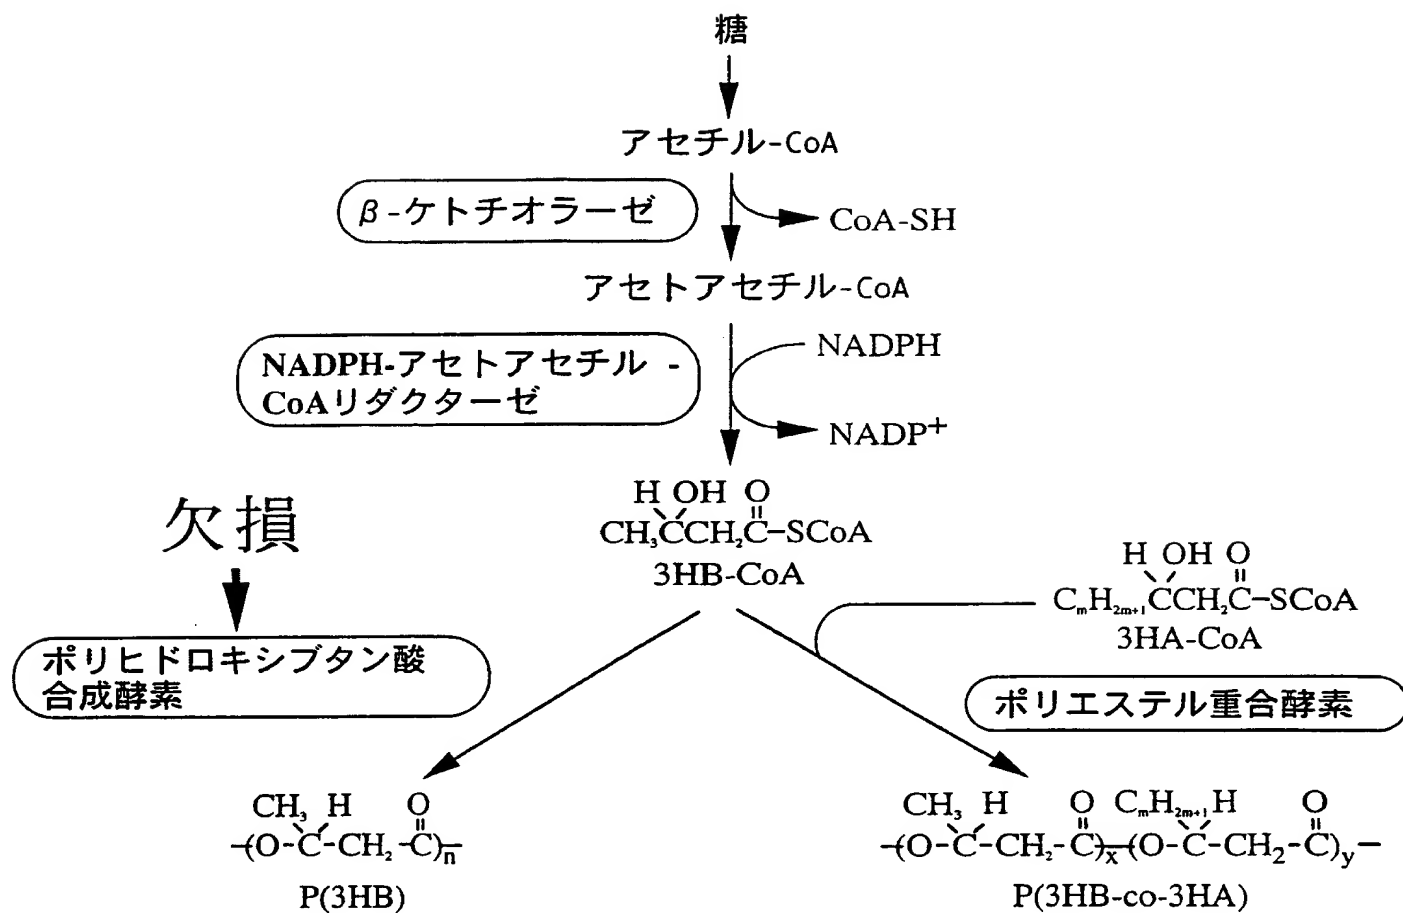 糖
アセチル-CoA
β-ケトチオラーゼ
CoA-SH
アセトアセチル-CoA
NADPH-アセトアセチル -
CoAリダクターゼ
NADPH
NADP+
H OH O
CH₃CCH₂C-SCoA
3HB-CoA
欠損
H OH O
CmH2m+1CCH₂C-SCoA
3HA-CoA
ポリヒドロキシブタン酸
合成酵素
ポリエステル重合酵素
CH₃ H O
-(O-C-CH₂-C)n-
P(3HB)
CH₃ H O CmH2m+1 H O
-(O-C-CH₂-C)x-(O-C-CH₂-C)y-
P(3HB-co-3HA)